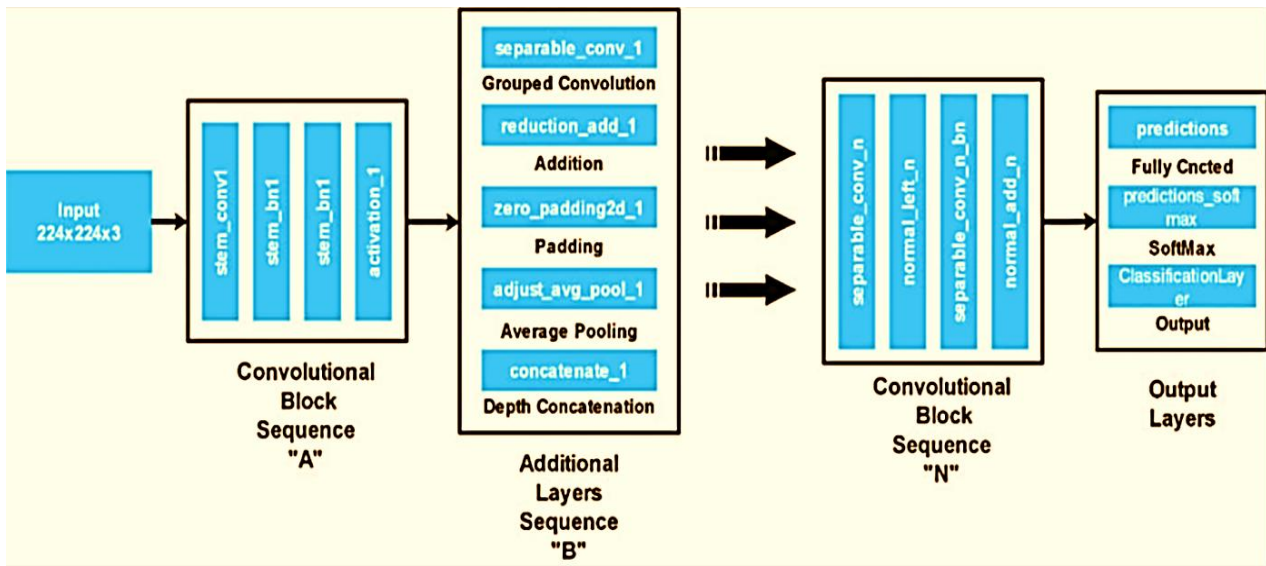 Input
224x224x3
stem_conv1
stem_bn1
stem_bn1
activation_1
Convolutional
Block
Sequence
"A"
separable_conv_1
Grouped Convolution
reduction_add_1
Addition
zero_padding2d_1
Padding
adjust_avg_pool_1
Average Pooling
concatenate_1
Depth Concatenation
Additional
Layers
Sequence
"B"
separable_conv_n
normal_left_n
separable_conv_n_bn
normal_add_n
Convolutional
Block
Sequence
"N"
predictions
Fully Cncted
predictions_soft
max
SoftMax
ClassificationLay
er
Output
Output
Layers